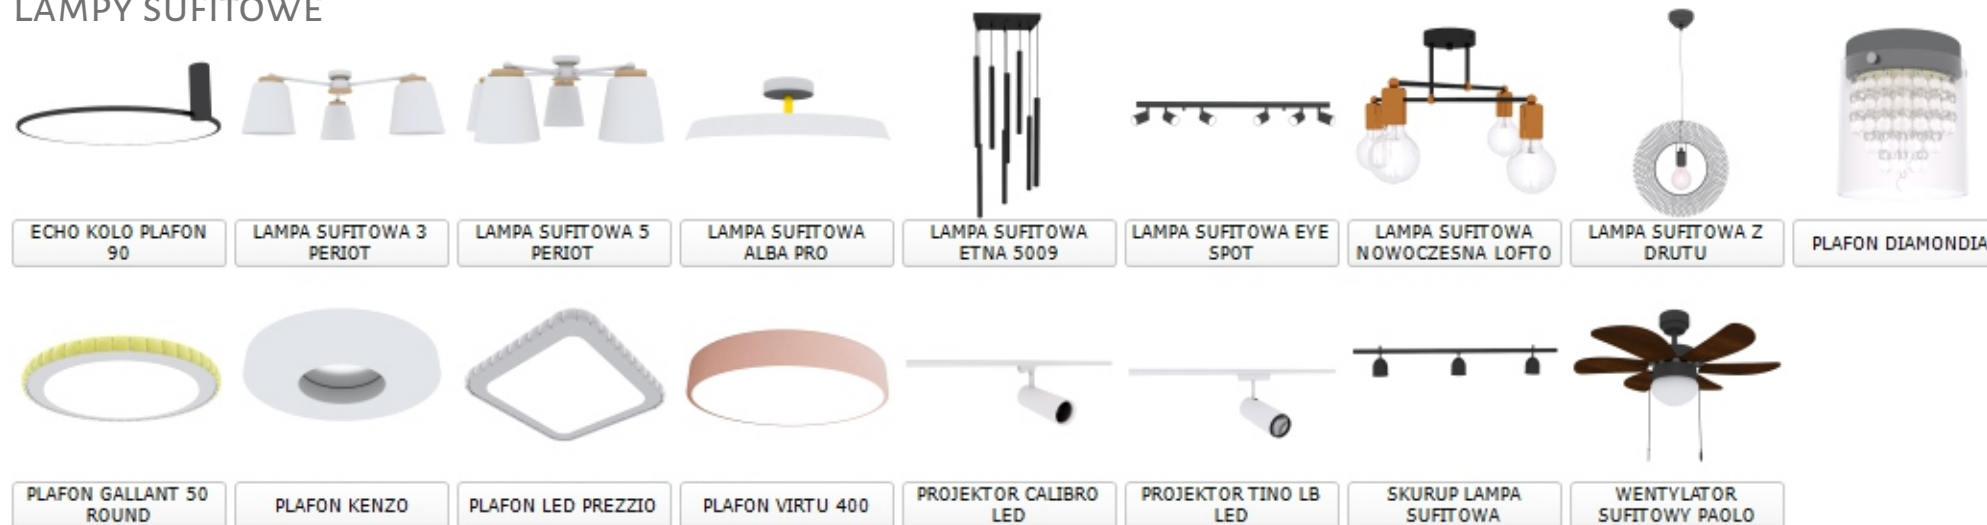 LAMPY SUFITOWE
ECHO KOLO PLAFON
90
LAMPA SUFITOWA 3
PERIOT
LAMPA SUFITOWA 5
PERIOT
LAMPA SUFITOWA
ALBA PRO
LAMPA SUFITOWA
ETNA 5009
LAMPA SUFITOWA EYE
SPOT
LAMPA SUFITOWA
NOWOCZESNA LOFTO
LAMPA SUFITOWA Z
DRUTU
PLAFON DIAMONDIA
PLAFON GALLANT 50
ROUND
PLAFON KENZO
PLAFON LED PREZZIO
PLAFON VIRTU 400
PROJEKTOR CALIBRO
LED
PROJEKTOR TINO LB
LED
SKURUP LAMPA
SUFITOWA
WENTYLATOR
SUFITOWY PAOLO